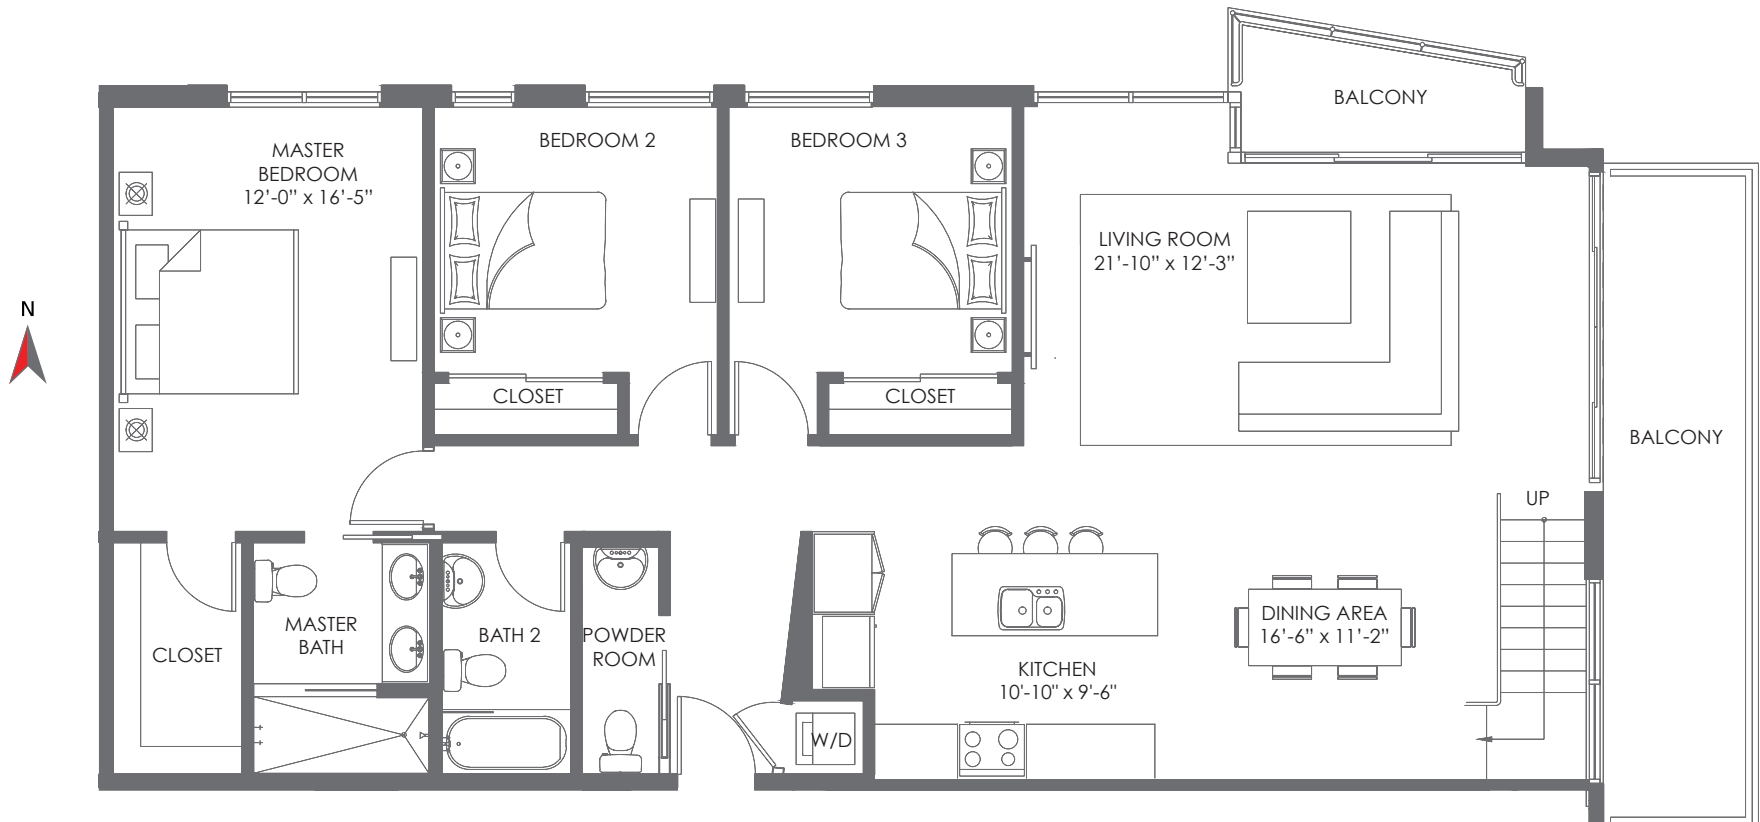 BALCONY
BEDROOM 2
BEDROOM 3
MASTER
BEDROOM
12'-0" x 16'-5"
LIVING ROOM
21'-10" x 12'-3"
N
CLOSET
CLOSET
BALCONY
UP
DINING AREA
16'-6" x 11'-2"
MASTER
BATH
BATH 2
POWDER
ROOM
CLOSET
KITCHEN
10'-10" x 9'-6"
W/D